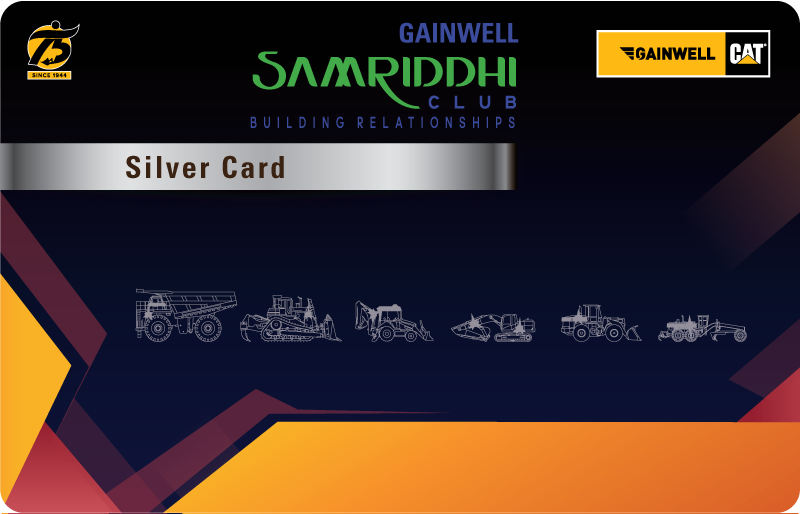 75
SINCE 1944
GAINWELL
SAMRIDDHI
CLUB
BUILDING RELATIONSHIPS
GAINWELL CAT
Silver Card